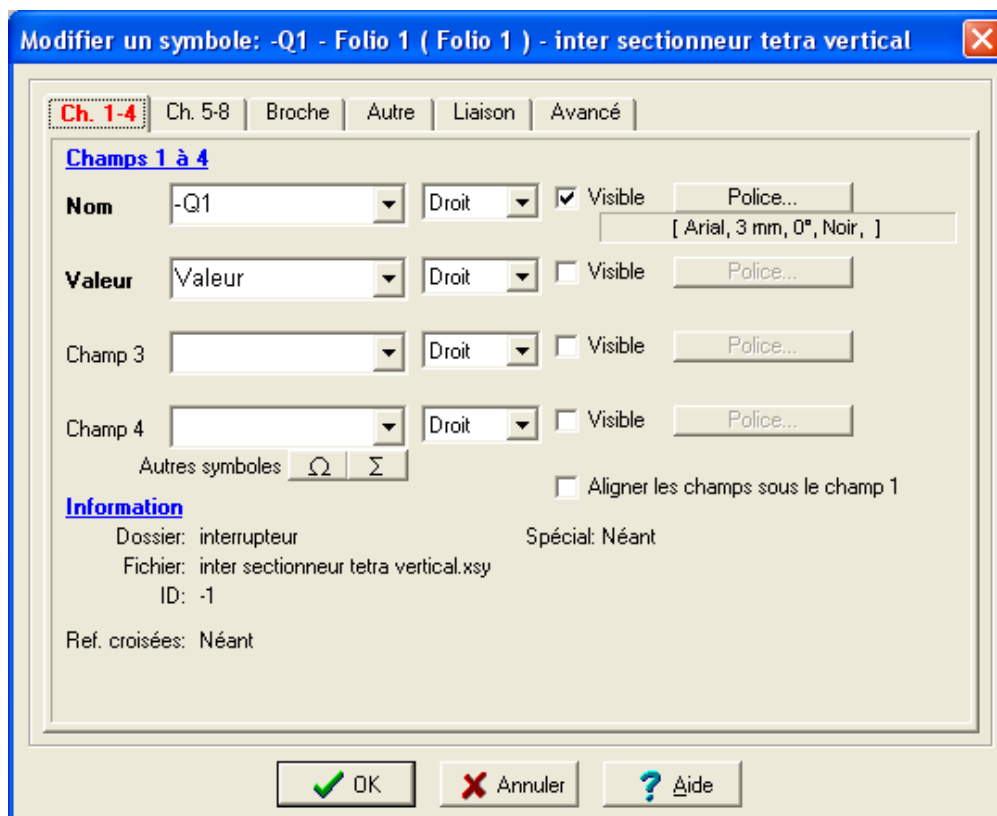 Modifier un symbole: -Q1 - Folio 1 ( Folio 1 ) - inter sectionneur tetra vertical
Ch. 1-4 Ch. 5-8 Broche Autre Liaison Avancé
Champs 1 à 4
Nom -Q1 Droit Visible Police...
[ Arial, 3 mm, 0°, Noir, ]
Valeur Valeur Droit Visible Police...
Champ 3 Droit Visible Police...
Champ 4 Droit Visible Police...
Autres symboles Ω Σ
Aligner les champs sous le champ 1
Information
Dossier: interrupteur Spécial: Néant
Fichier: inter sectionneur tetra vertical.xsy
ID: -1
Ref. croisées: Néant
OK Annuler ? Aide